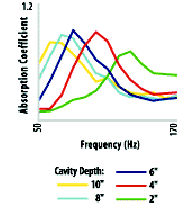 1.2
Absorption Coefficient
50
170
Frequency (Hz)
Cavity Depth:
10"
8"
6"
4"
2"